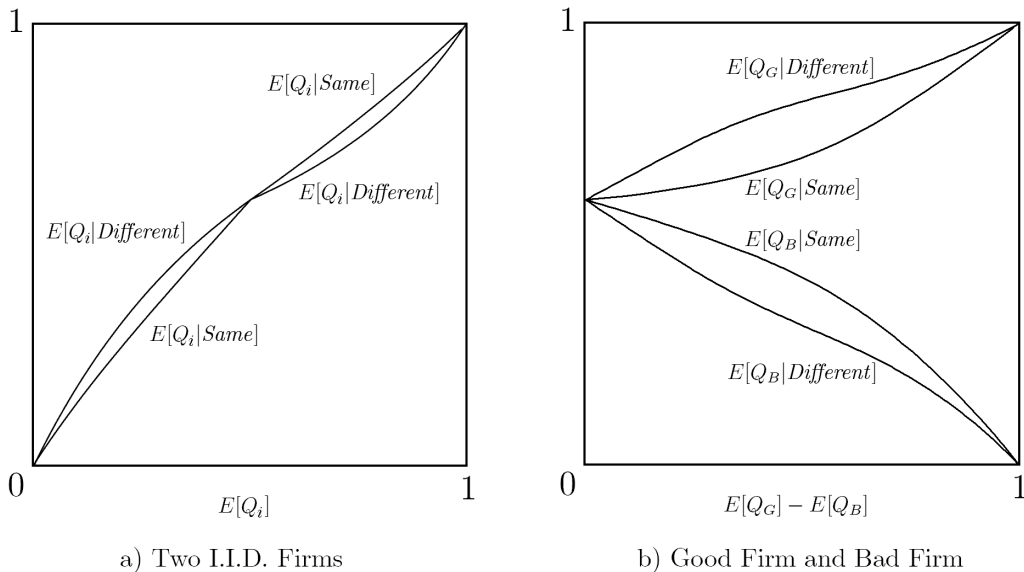 1
E[Q_i|Same]
E[Q_i|Different]
E[Q_i|Different]
E[Q_i|Same]
0
1
E[Q_i]
a) Two I.I.D. Firms
1
E[Q_G|Different]
E[Q_G|Same]
E[Q_B|Same]
E[Q_B|Different]
0
1
E[Q_G] − E[Q_B]
b) Good Firm and Bad Firm